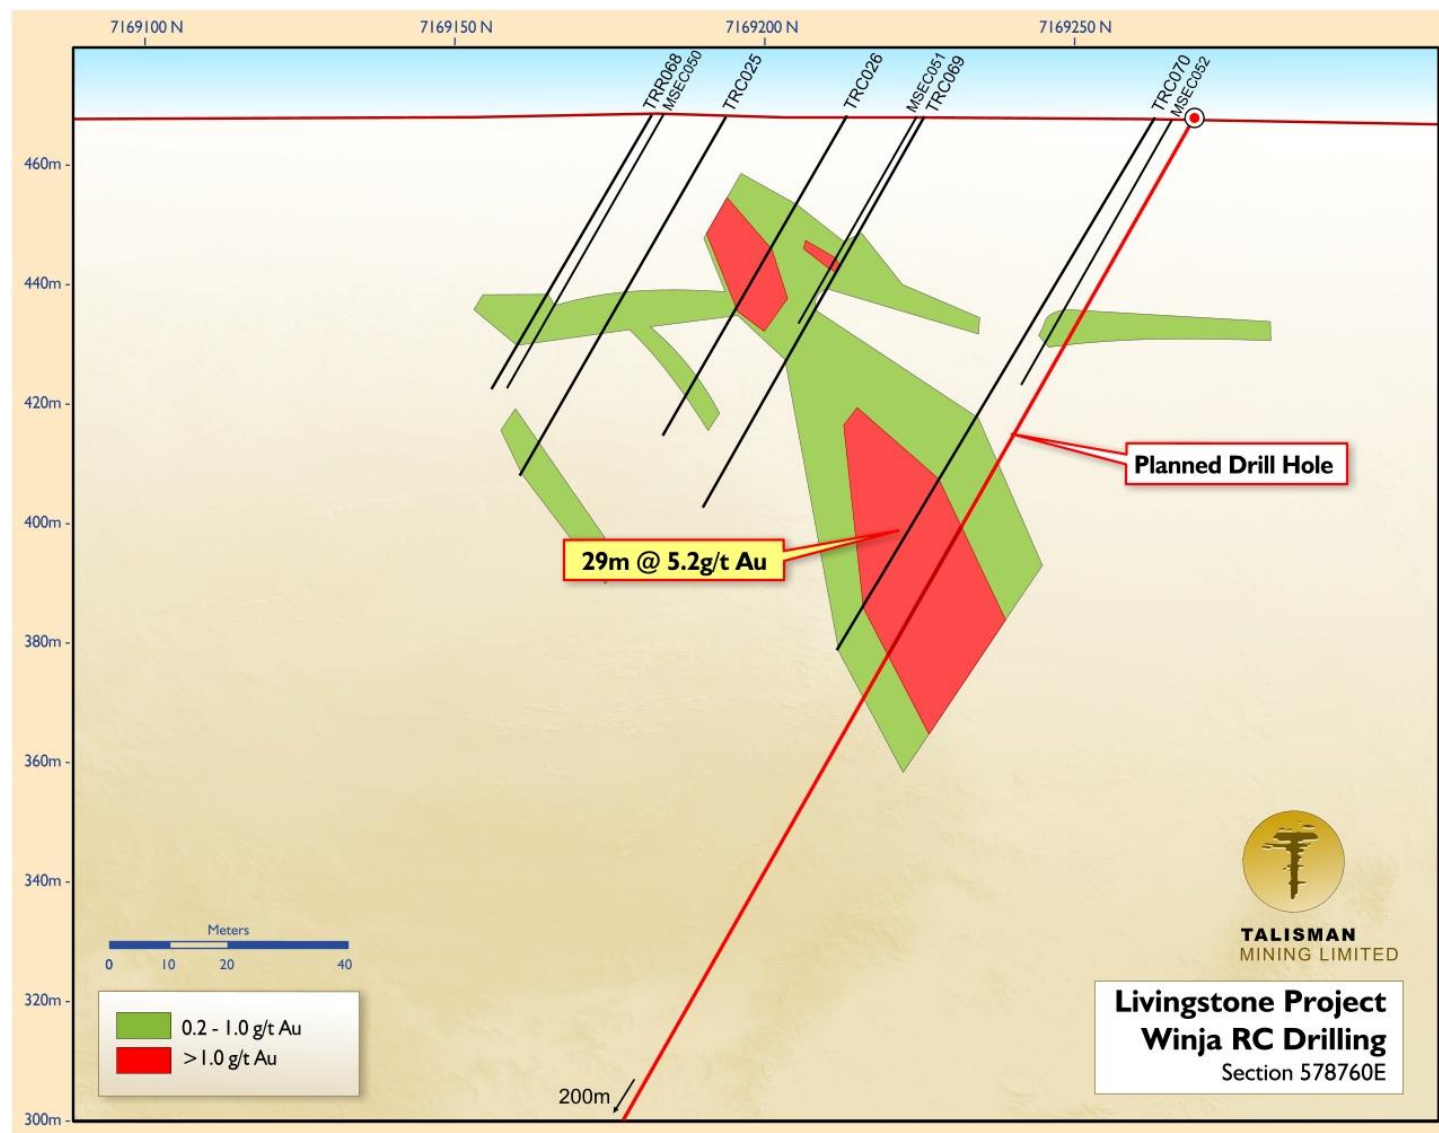 7169100 N
7169150 N
7169200 N
7169250 N
TRR068
MSEC050
TRC025
TRC026
MSEC051
TRC069
TRC070
MSEC052
460m
440m
420m
400m
380m
360m
340m
320m
300m
Planned Drill Hole
29m @ 5.2g/t Au
Meters
0 10 20 40
0.2 - 1.0 g/t Au
>1.0 g/t Au
200m
TALISMAN
MINING LIMITED
Livingstone Project
Winja RC Drilling
Section 578760E